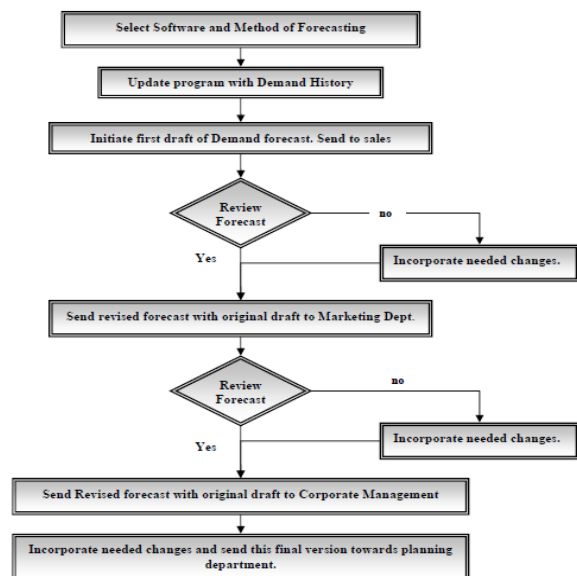 Select Software and Method of Forecasting
Update program with Demand History
Initiate first draft of Demand forecast. Send to sales
Review
Forecast
no
Yes
Incorporate needed changes.
Send revised forecast with original draft to Marketing Dept.
Review
Forecast
no
Yes
Incorporate needed changes.
Send Revised forecast with original draft to Corporate Management
Incorporate needed changes and send this final version towards planning
department.